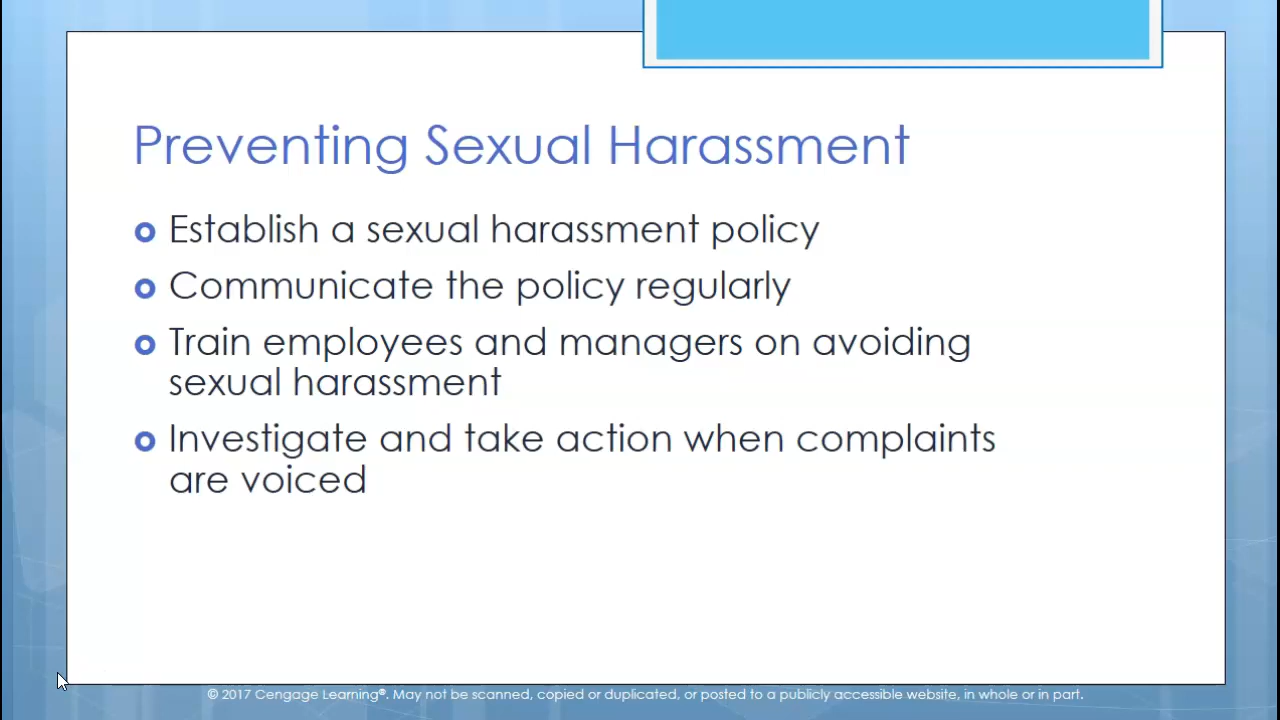 Preventing Sexual Harassment
Establish a sexual harassment policy
Communicate the policy regularly
Train employees and managers on avoiding
sexual harassment
Investigate and take action when complaints
are voiced
© 2017 Cengage Learning®. May not be scanned, copied or duplicated, or posted to a publicly accessible website, in whole or in part.